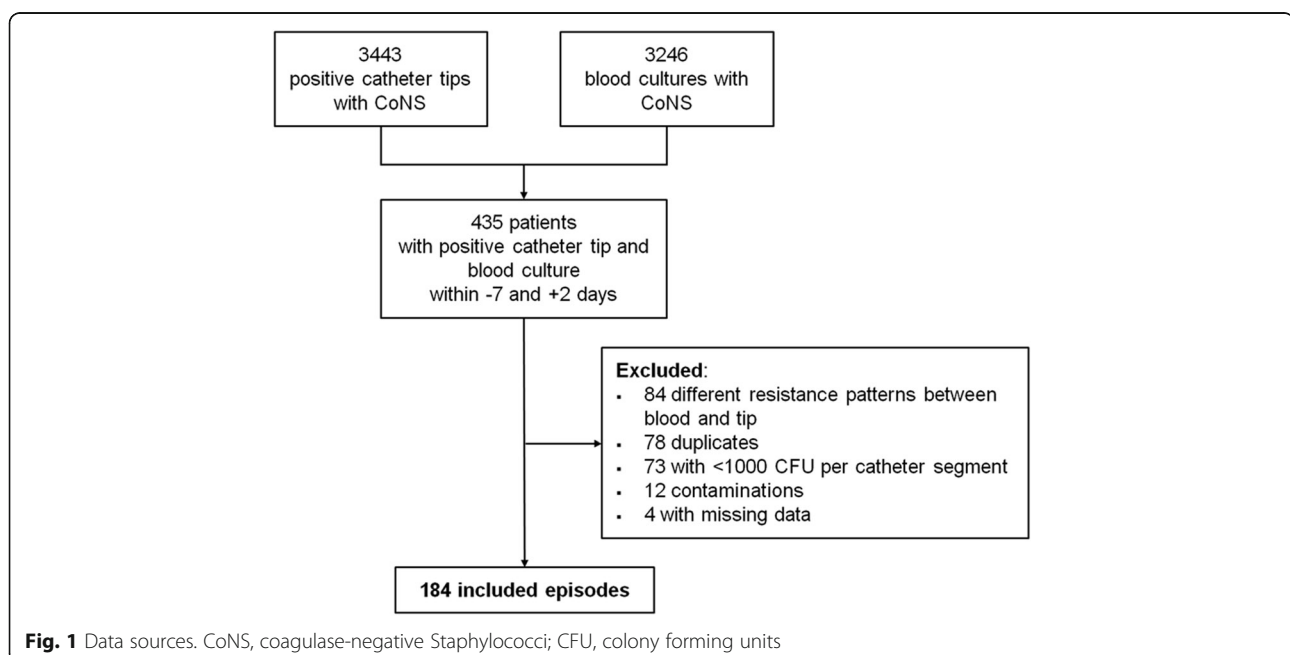 3443
positive catheter tips
with CoNS
3246
blood cultures with
CoNS
435 patients
with positive catheter tip and
blood culture
within -7 and +2 days
Excluded:
▪ 84 different resistance patterns between
blood and tip
▪ 78 duplicates
▪ 73 with <1000 CFU per catheter segment
▪ 12 contaminations
▪ 4 with missing data
184 included episodes
Fig. 1 Data sources. CoNS, coagulase-negative Staphylococci; CFU, colony forming units